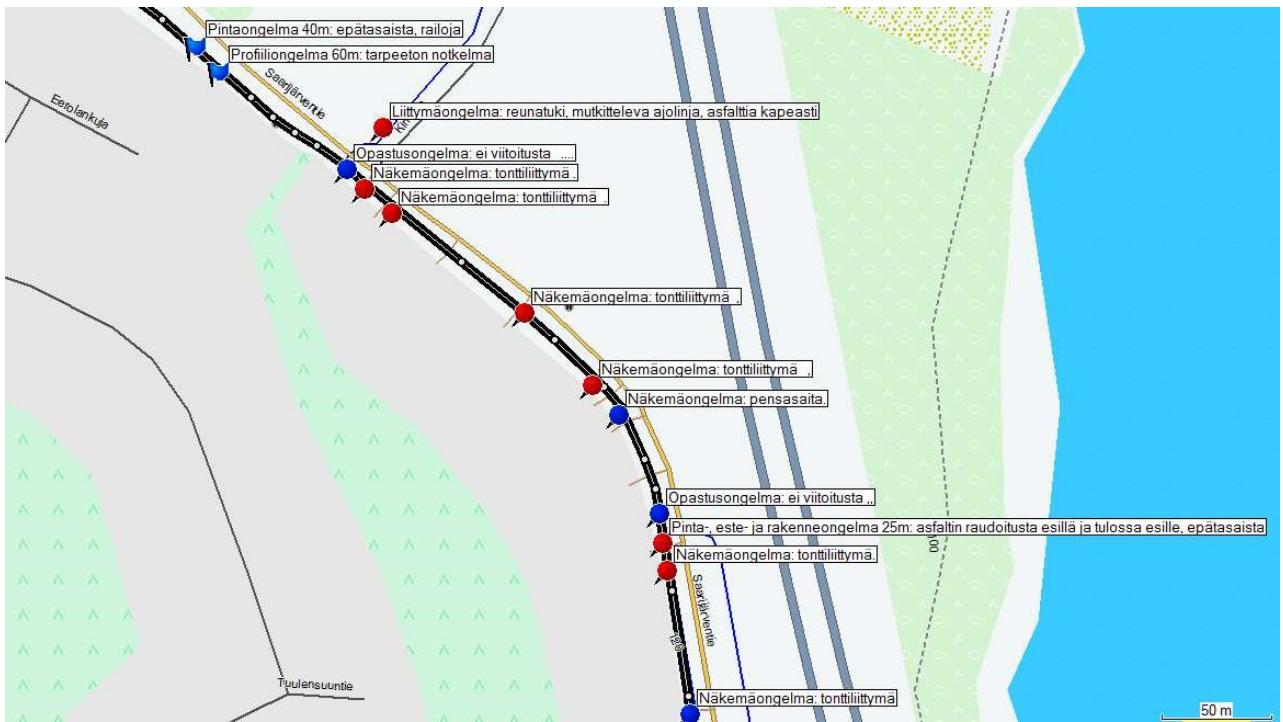 Pintaongelma 40m: epätasaista, railoja
Profiiliongelma 60m: tarpeeton notkelma
Saarijärventie
Eerolankuja
Liittymäongelma: reunatuki, mutkitteleva ajolinja, asfalttia kapeasti
Opastusongelma: ei viitoitusta ....
Näkemäongelma: tonttiliittymä .
Näkemäongelma: tonttiliittymä .
Näkemäongelma: tonttiliittymä .
Näkemäongelma: tonttiliittymä .
Näkemäongelma: pensasaita.
Opastusongelma: ei viitoitusta ..
Pinta-, este- ja rakenneongelma 25m: asfaltin raudoitusta esillä ja tulossa esille, epätasaista
100
Näkemäongelma: tonttiliittymä.
Saarijärventie
120
Tuulensuuntie
Näkemäongelma: tonttiliittymä
50 m